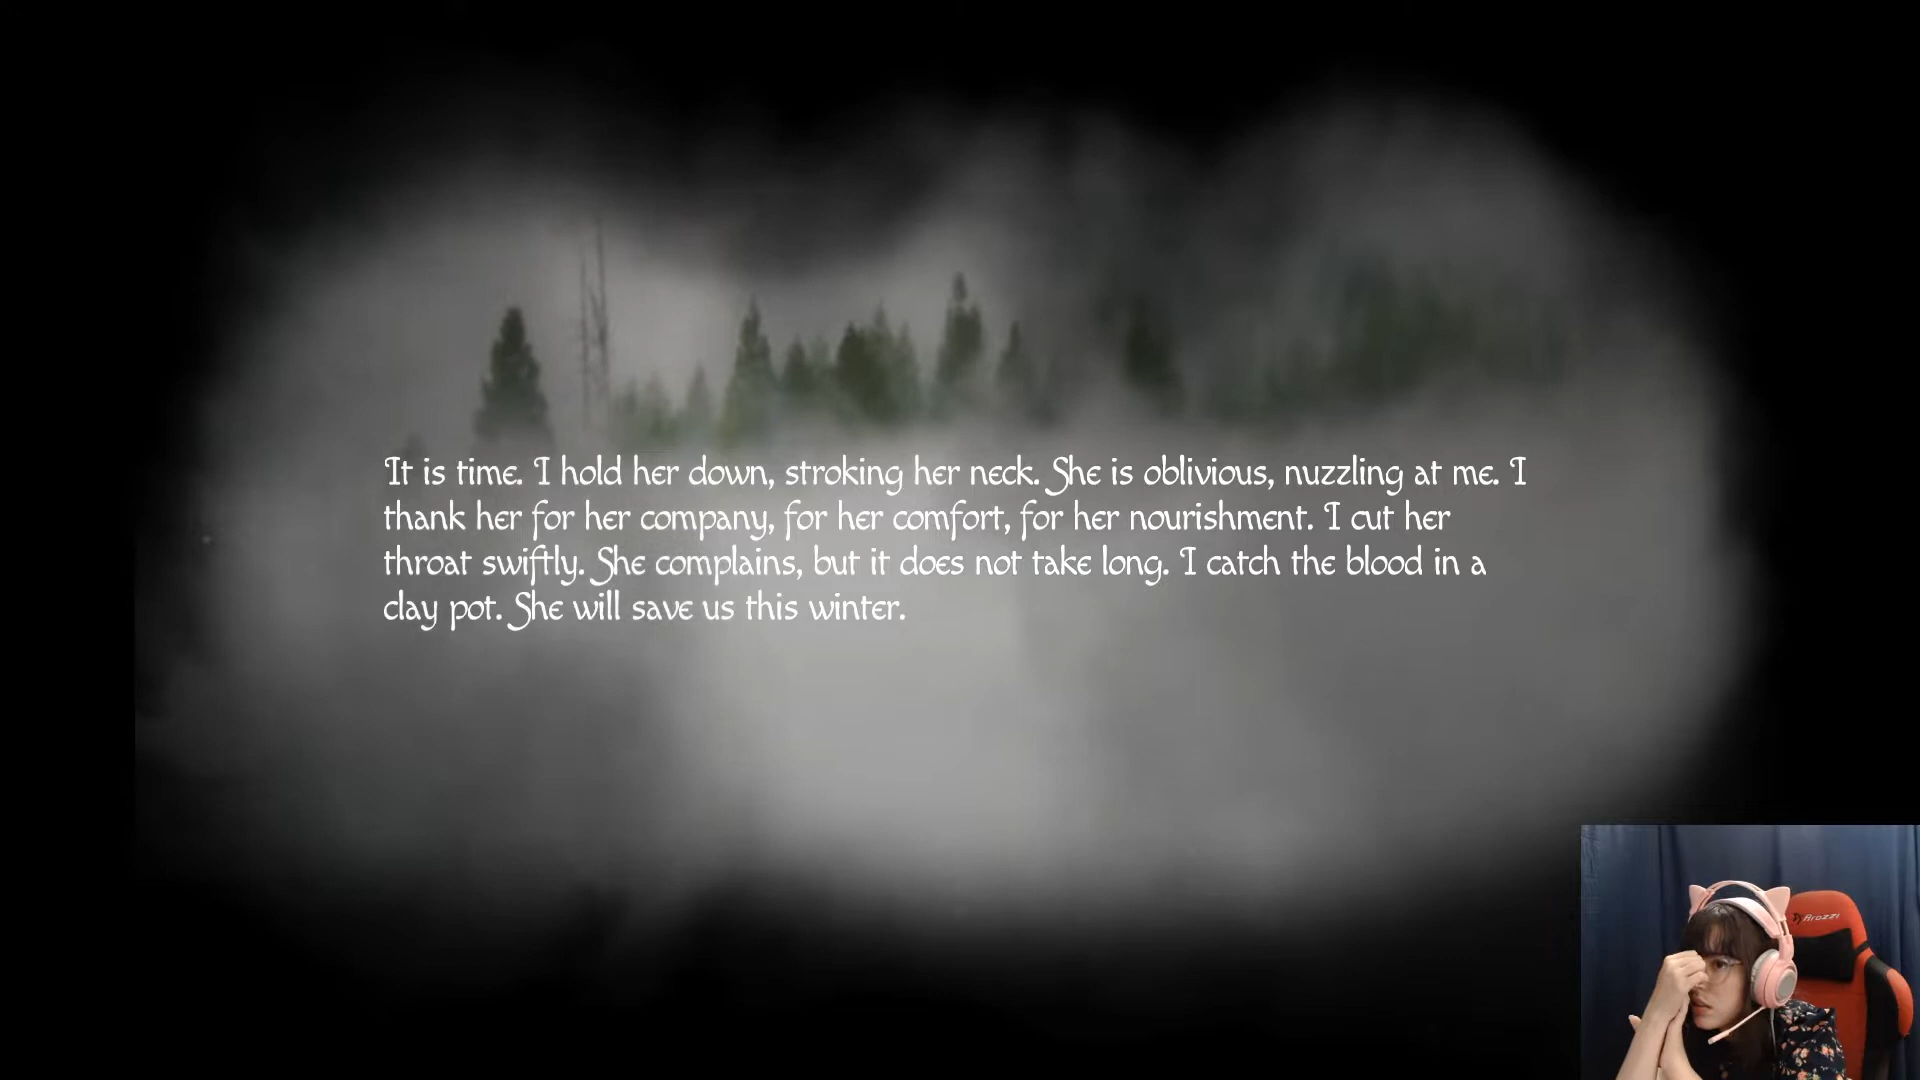 It is time. I hold her down, stroking her neck. She is oblivious, nuzzling at me. I
thank her for her company, for her comfort, for her nourishment. I cut her
throat swiftly. She complains, but it does not take long. I catch the blood in a
clay pot. She will save us this winter.
Arozzi